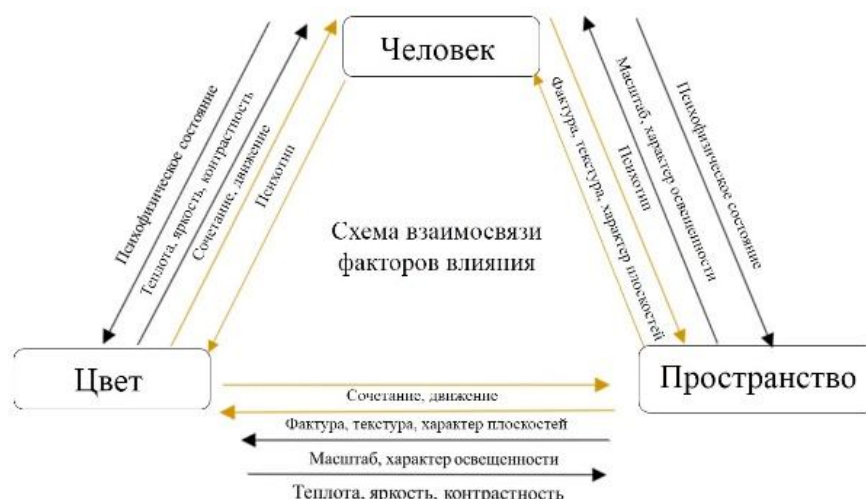 Человек
Психофизическое состояние
Теплота, яркость, контрастность
Сочетание, движение
Психотип
Фактура, текстура, характер плоскостей
Психотип
Масштаб, характер освещенности
Психофизическое состояние
Схема взаимосвязи
факторов влияния
Цвет
Пространство
Сочетание, движение
Фактура, текстура, характер плоскостей
Масштаб, характер освещенности
Теплота, яркость, контрастность